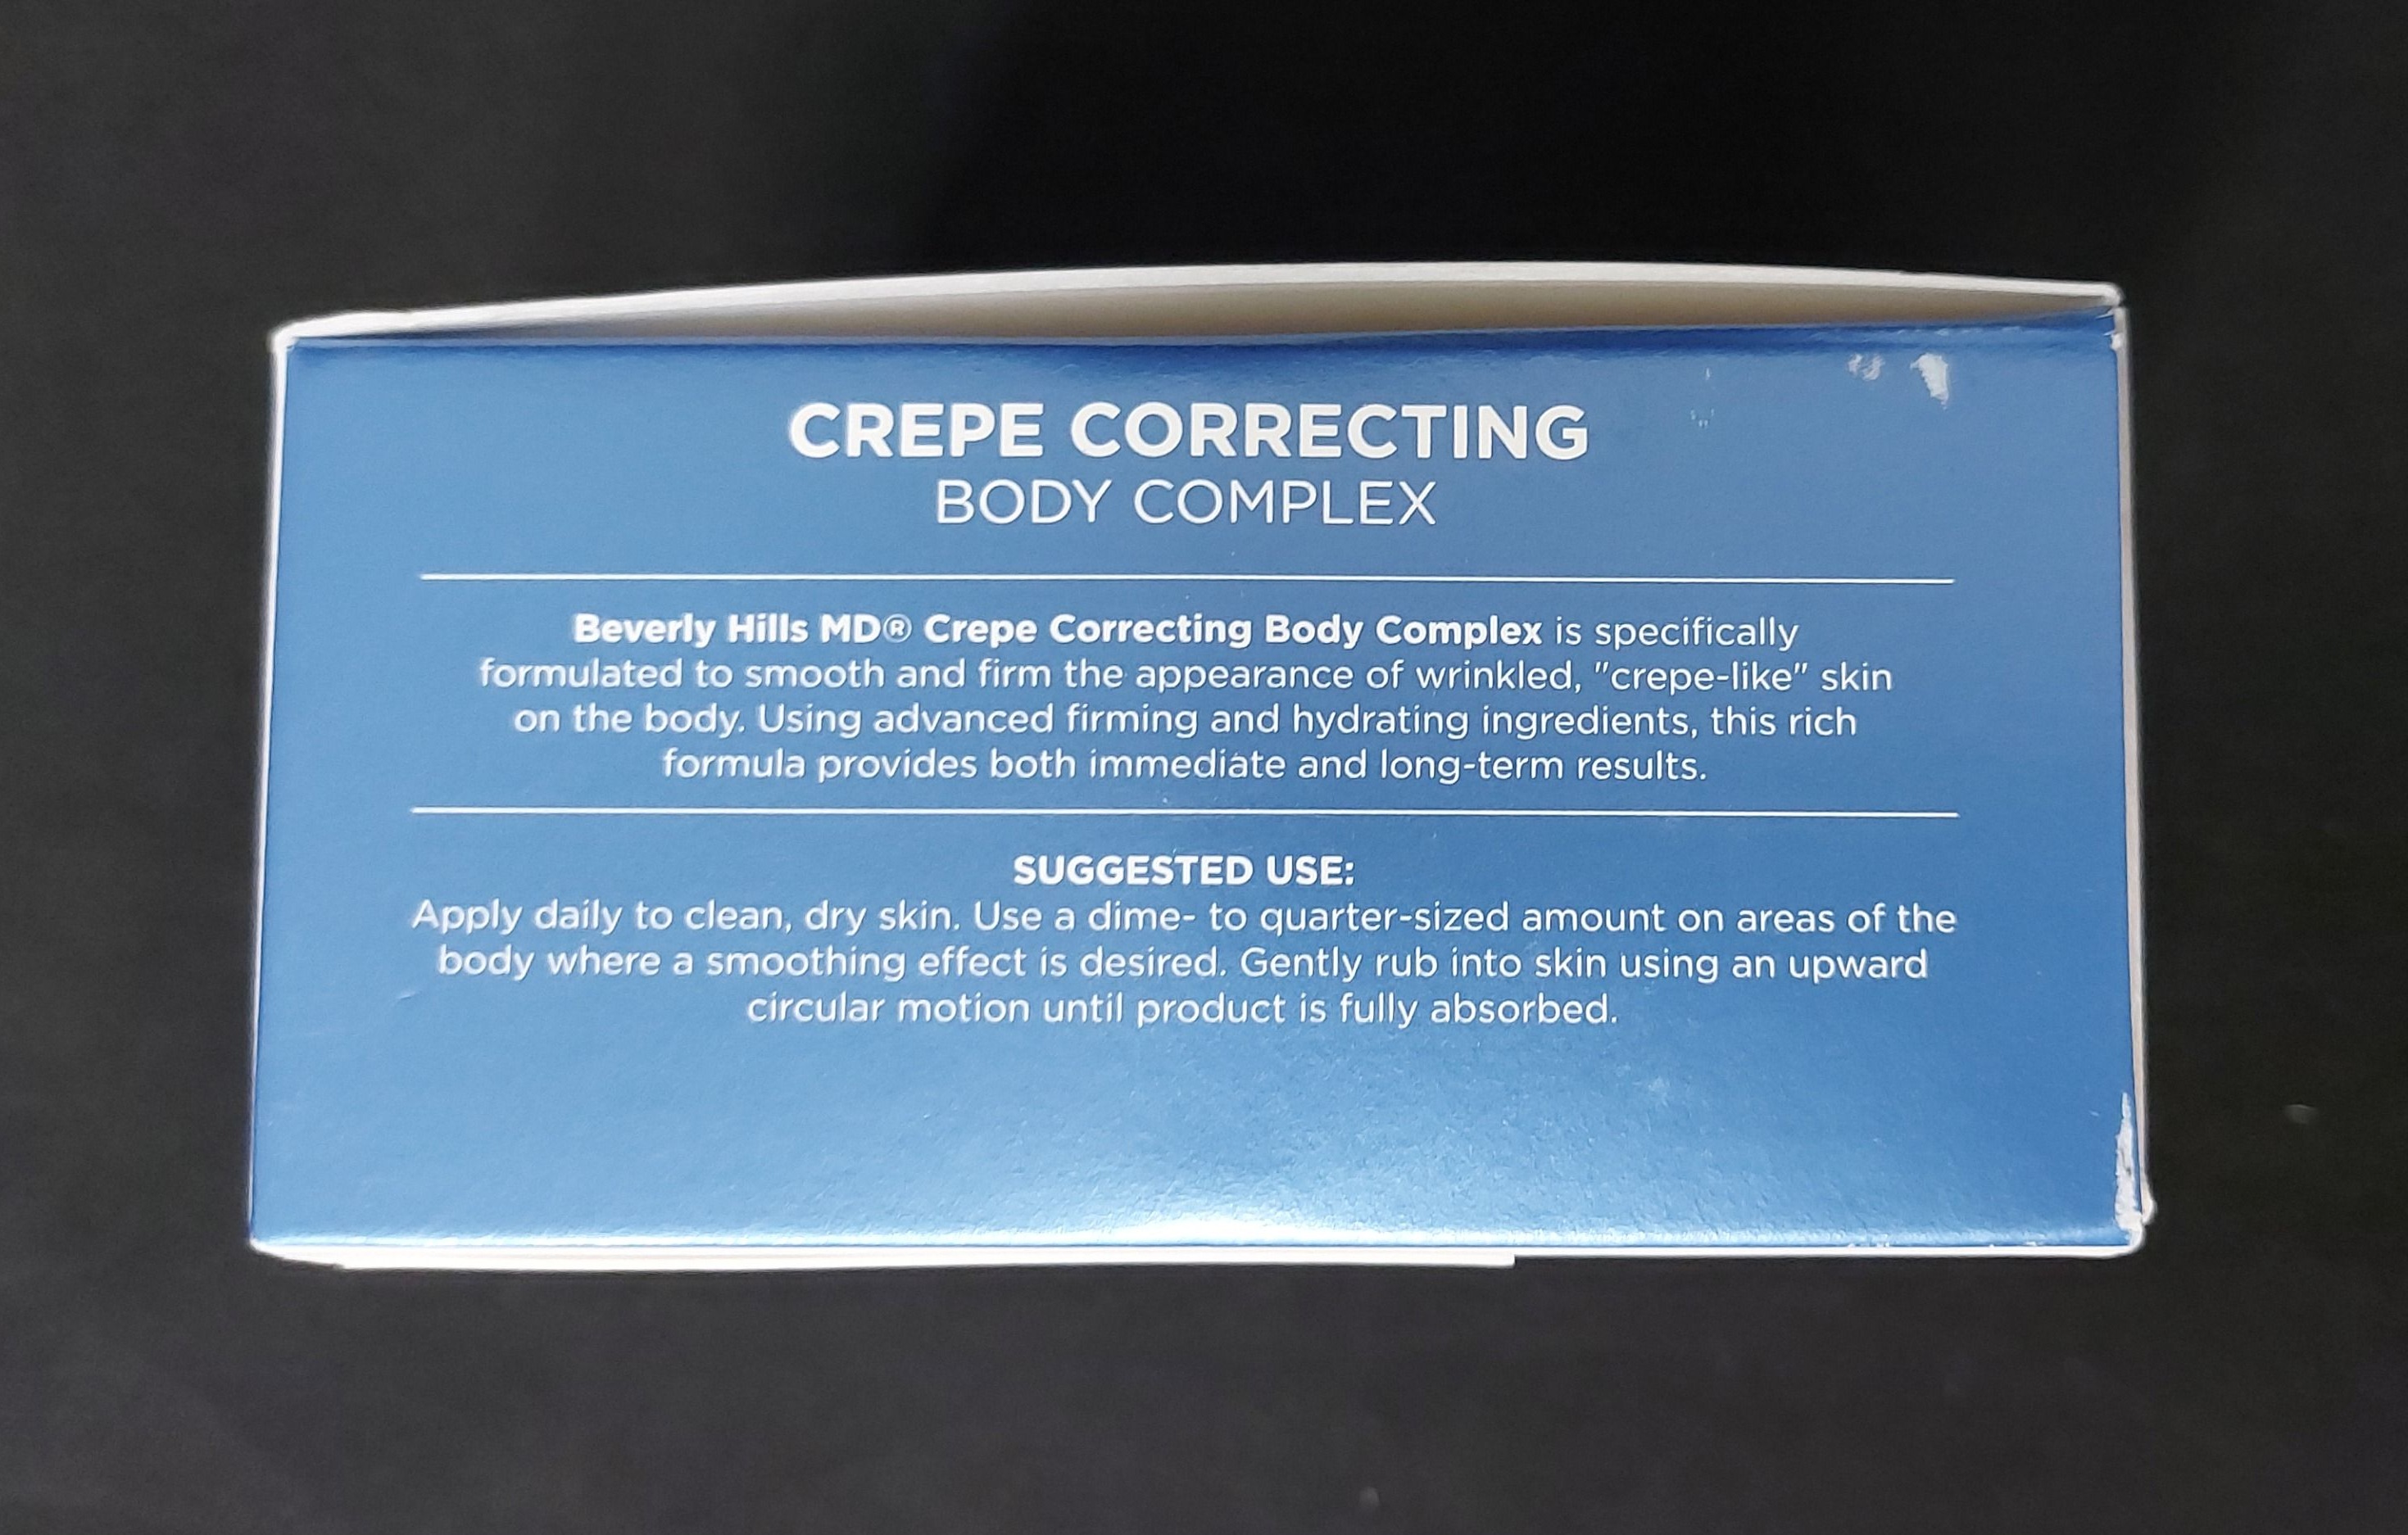 CREPE CORRECTING
BODY COMPLEX
Beverly Hills MD® Crepe Correcting Body Complex is specifically
formulated to smooth and firm the appearance of wrinkled, "crepe-like" skin
on the body. Using advanced firming and hydrating ingredients, this rich
formula provides both immediate and long-term results.
SUGGESTED USE:
Apply daily to clean, dry skin. Use a dime- to quarter-sized amount on areas of the
body where a smoothing effect is desired. Gently rub into skin using an upward
circular motion until product is fully absorbed.